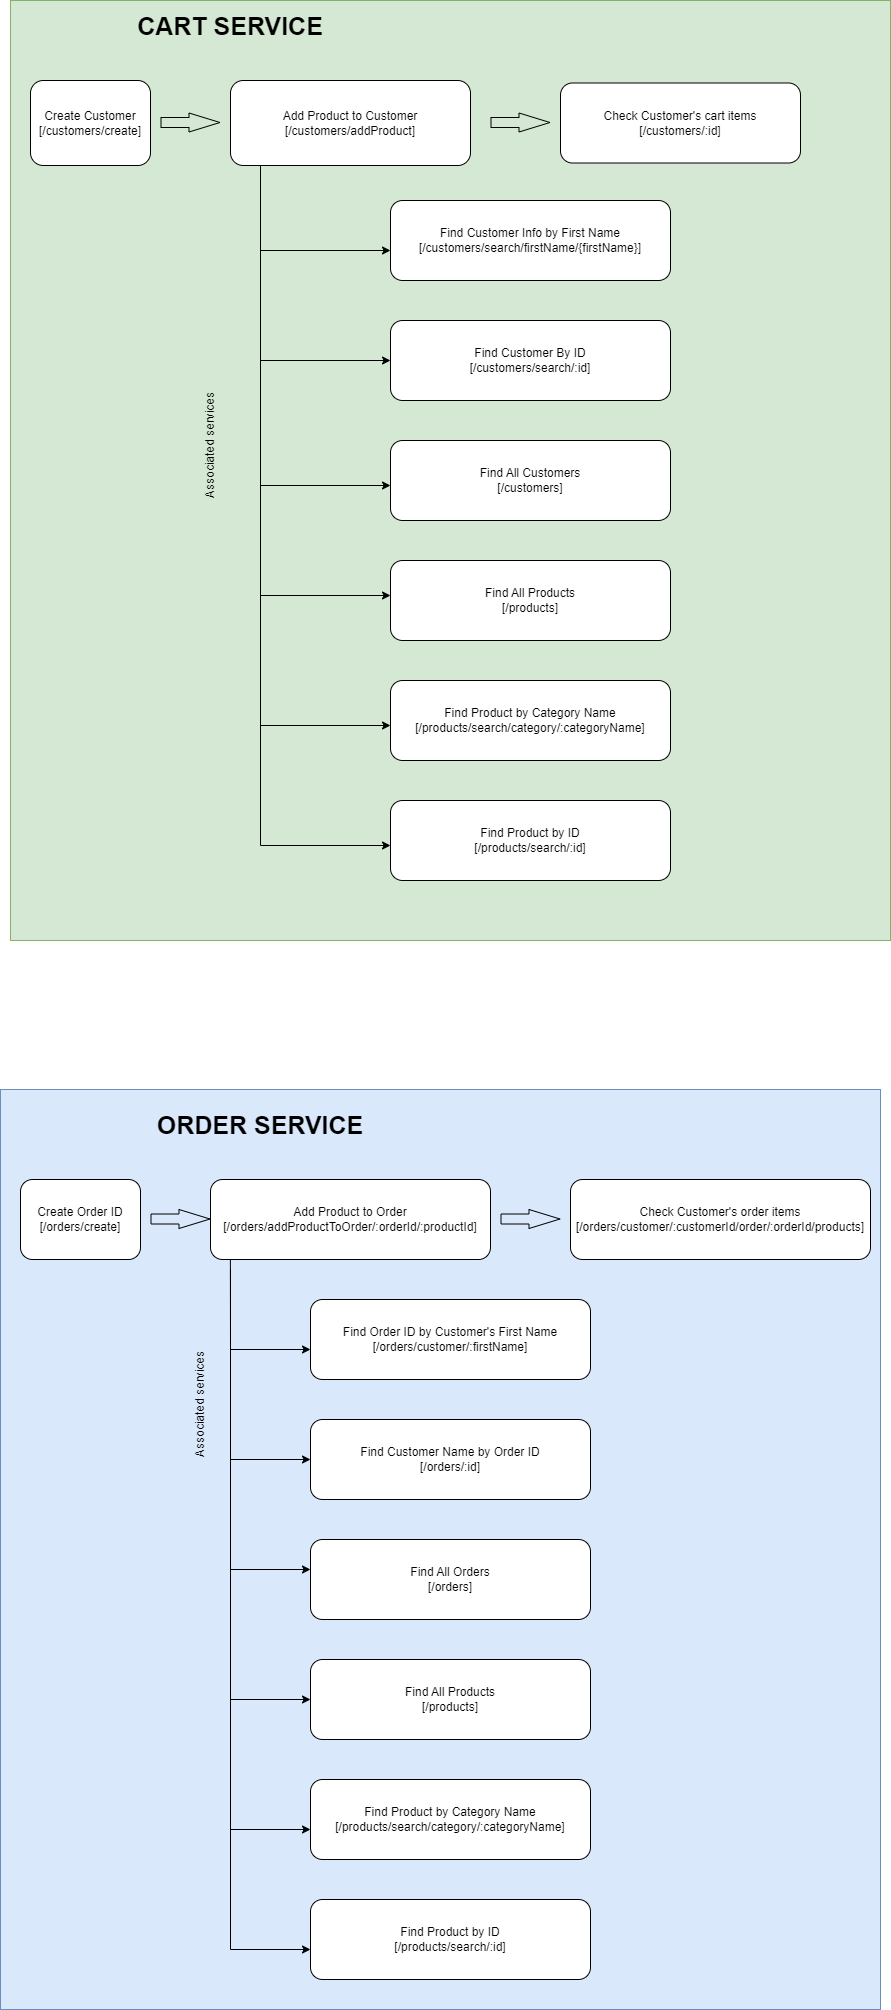 CART SERVICE
Create Customer
[/customers/create]
Add Product to Customer
[/customers/addProduct]
Check Customer's cart items
[/customers/:id]
Find Customer Info by First Name
[/customers/search/firstName/{firstName}]
Find Customer By ID
[/customers/search/:id]
Associated services
Find All Customers
[/customers]
Find All Products
[/products]
Find Product by Category Name
[/products/search/category/:categoryName]
Find Product by ID
[/products/search/:id]
ORDER SERVICE
Create Order ID
[/orders/create]
Add Product to Order
[/orders/addProductToOrder/:orderId/:productId]
Check Customer's order items
[/orders/customer/:customerId/order/:orderId/products]
Find Order ID by Customer's First Name
[/orders/customer/:firstName]
Associated services
Find Customer Name by Order ID
[/orders/:id]
Find All Orders
[/orders]
Find All Products
[/products]
Find Product by Category Name
[/products/search/category/:categoryName]
Find Product by ID
[/products/search/:id]